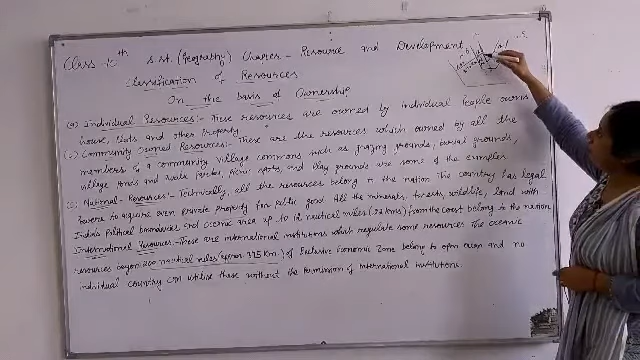 Class 10th S.St. (Geography) Chapter - Resource and Development
Classification of Resources
On the basis of Ownership
(a) Individual Resources:- These resources are owned by individual People owns
house, plots and other Property
(b) Community Owned Resources:- These are the resources which owned by all the
members of a community village commons such as grazing grounds, burial grounds,
village Ponds and Public Parks, Picnic spots, and Play grounds are some of the examples
National - Resources - Technically, all the resources belong to the nation The country has legal
Powers to acquire even private property for public good. All the minerals, forests, wildlife, land with
India's Political boundaries and oceanic area up to 12 nautical miles (22 kms) from the coast belong to the nation
International Resources:- These are international institutions which regulate some resources The oceanic
resources beyond 200 nautical miles of Exclusive Economic Zone belong to open ocean and no
individual country can utilise these without the Permission of International Institutions.